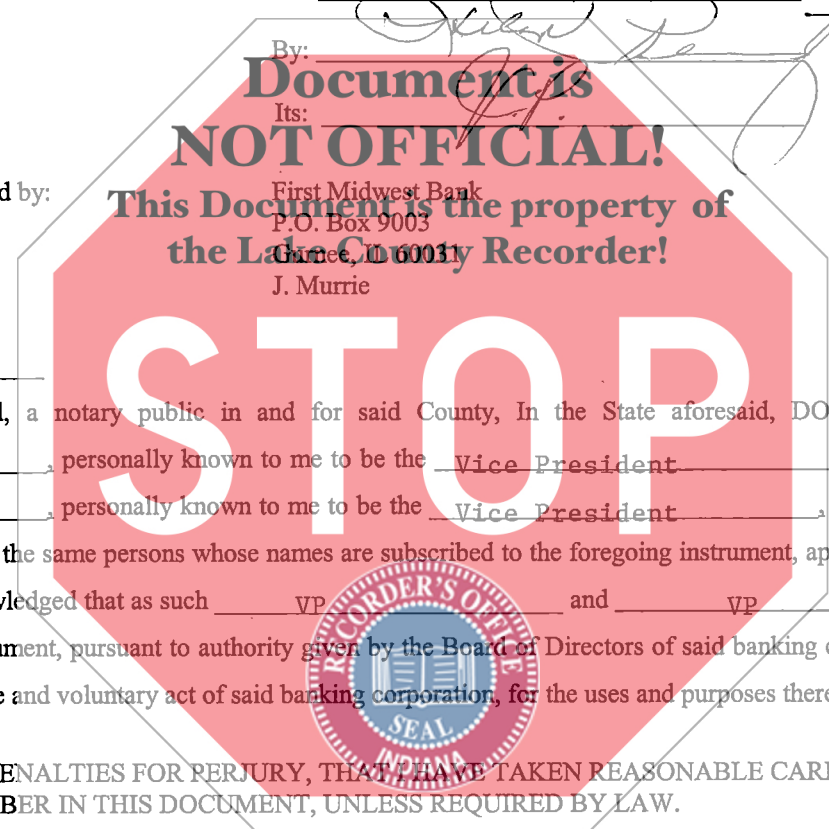 By:
Document is
Its:
NOT OFFICIAL!
d by:
First Midwest Bank
This Document is the property of
P.O. Box 9003
the Lake County Recorder!
Gurnee, IL 60031
J. Murrie
STOP
, a notary public in and for said County, In the State aforesaid, DO
, personally known to me to be the Vice President
, personally known to me to be the Vice President,
the same persons whose names are subscribed to the foregoing instrument, ap
ledged that as such VP and VP
ment, pursuant to authority given by the Board of Directors of said banking
e and voluntary act of said banking corporation, for the uses and purposes there
RECORDER'S OFFICE
SEAL
INDIANA
ENALTIES FOR PERJURY, THAT I HAVE TAKEN REASONABLE CAR
BER IN THIS DOCUMENT, UNLESS REQUIRED BY LAW.